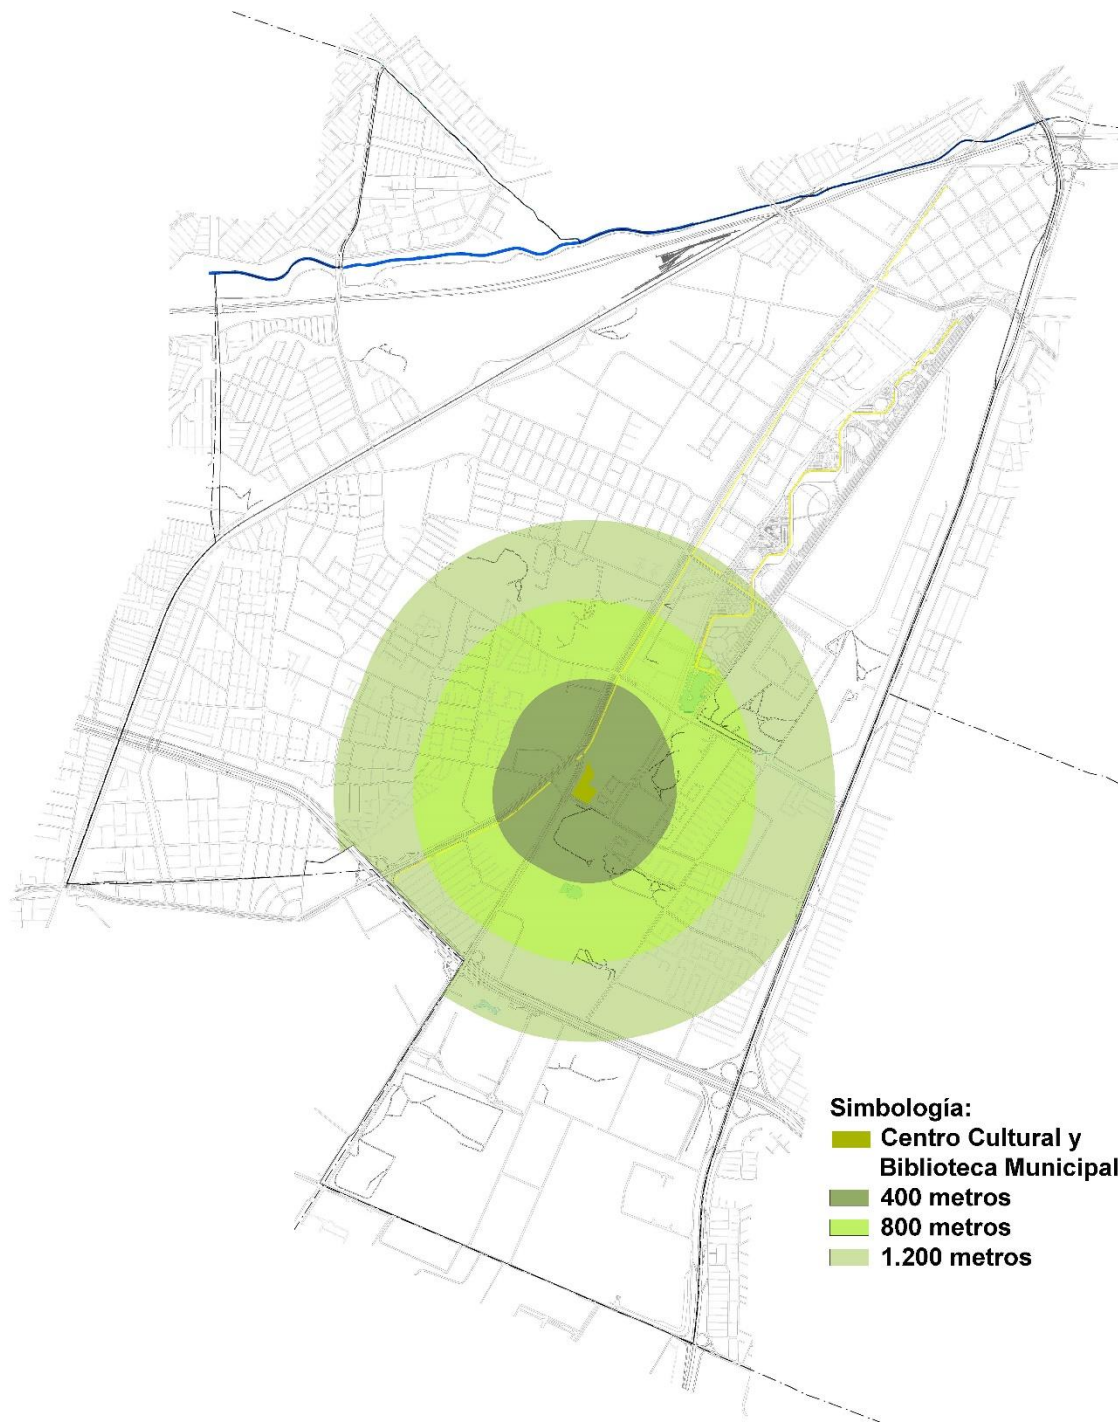 Simbología:
Centro Cultural y
Biblioteca Municipal
400 metros
800 metros
1.200 metros